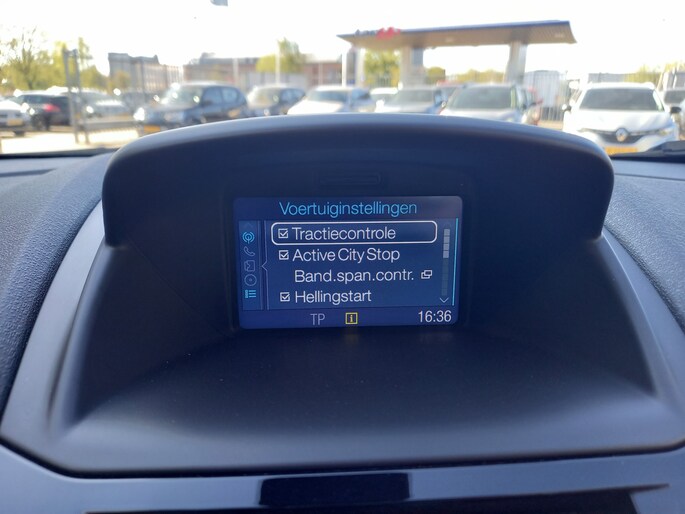 Voertuiginstellingen
Tractiecontrole
Active City Stop
Band.span.contr.
Hellingstart
TP
16:36